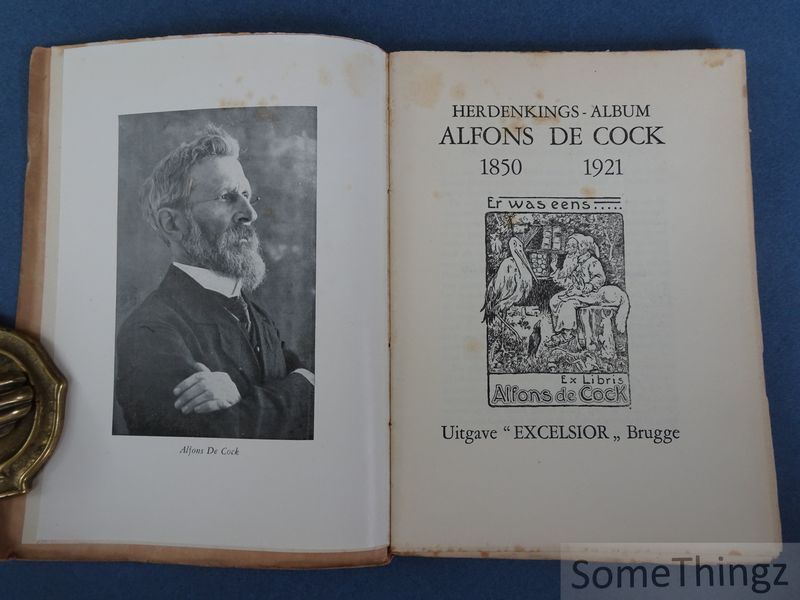 Alfons De Cock
HERDENKINGS-ALBUM
ALFONS DE COCK
1850 1921
Er was eens.....
Ex Libris
Alfons de Cock
Uitgave “EXCELSIOR„ Brugge
SomeThingz